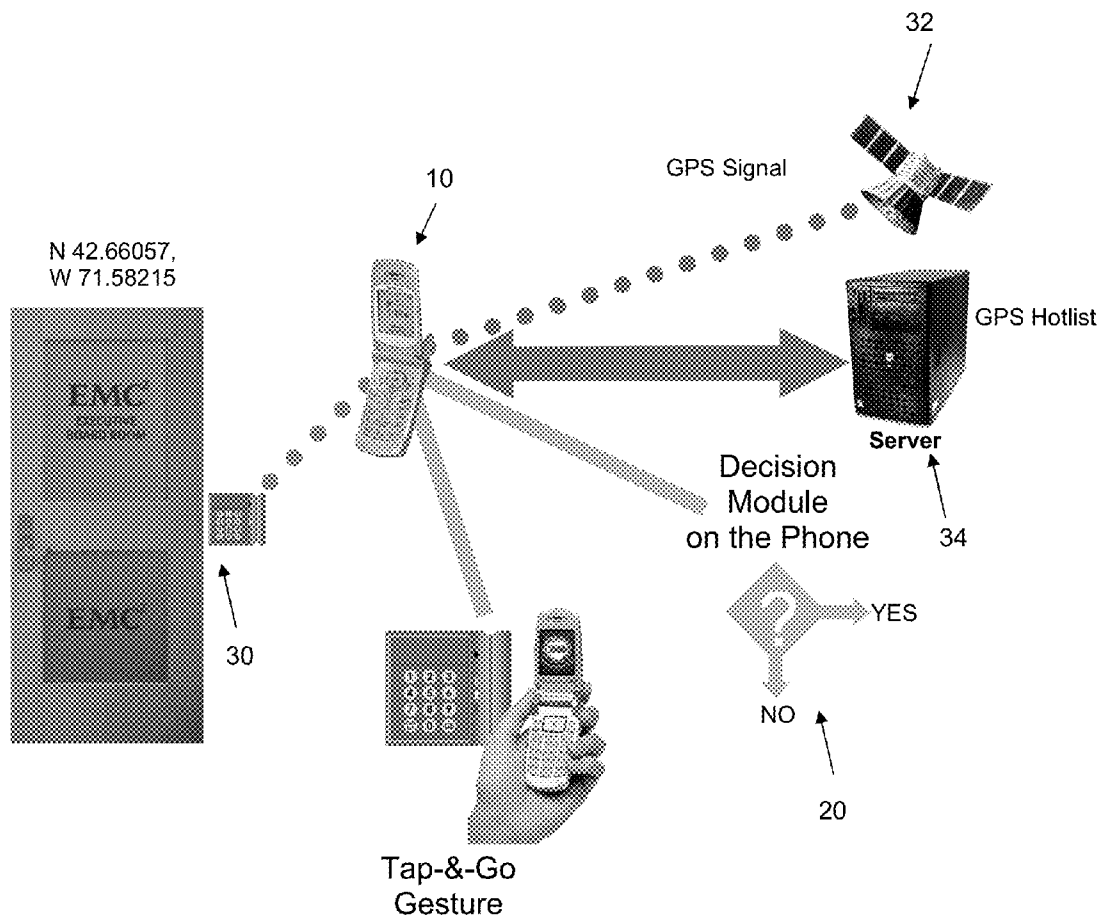 32
GPS Signal
10
N 42.66057,
W 71.58215
GPS Hotlist
EMC
Server
Decision
Module
on the Phone
34
EMC
30
YES
NO
20
Tap-&-Go
Gesture